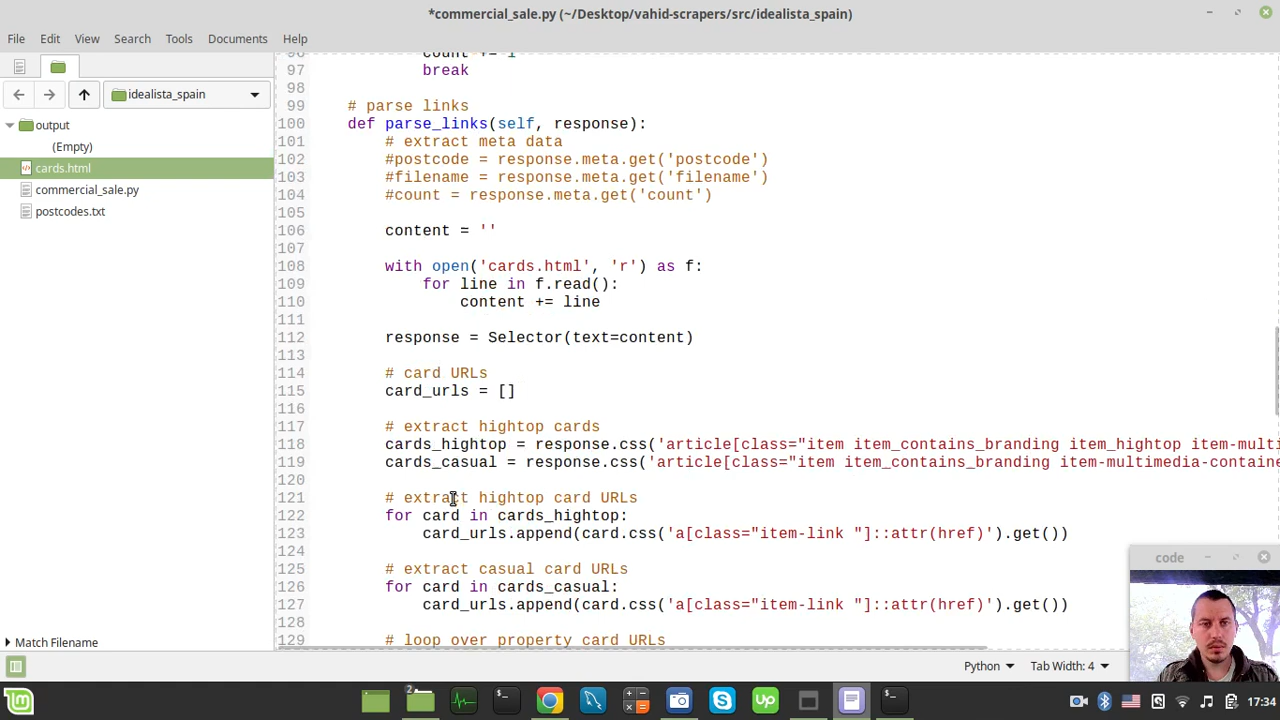 *commercial_sale.py (~/Desktop/vahid-scrapers/src/idealista_spain)
File Edit View Search Tools Documents Help
idealista_spain
output
(Empty)
cards.html
commercial_sale.py
postcodes.txt
Match Filename
96 count += 1
97 break
98
99 # parse links
100 def parse_links(self, response):
101 # extract meta data
102 #postcode = response.meta.get('postcode')
103 #filename = response.meta.get('filename')
104 #count = response.meta.get('count')
105
106 content = ''
107
108 with open('cards.html', 'r') as f:
109 for line in f.read():
110 content += line
111
112 response = Selector(text=content)
113
114 # card URLs
115 card_urls = []
116
117 # extract hightop cards
118 cards_hightop = response.css('article[class="item item_contains_branding item_hightop item-multi
119 cards_casual = response.css('article[class="item item_contains_branding item-multimedia-containe
120
121 # extract hightop card URLs
122 for card in cards_hightop:
123 card_urls.append(card.css('a[class="item-link "]::attr(href)').get())
124
125 # extract casual card URLs
126 for card in cards_casual:
127 card_urls.append(card.css('a[class="item-link "]::attr(href)').get())
128
129 # loop over property card URLs
code
Python Tab Width: 4
2 Up 17:34